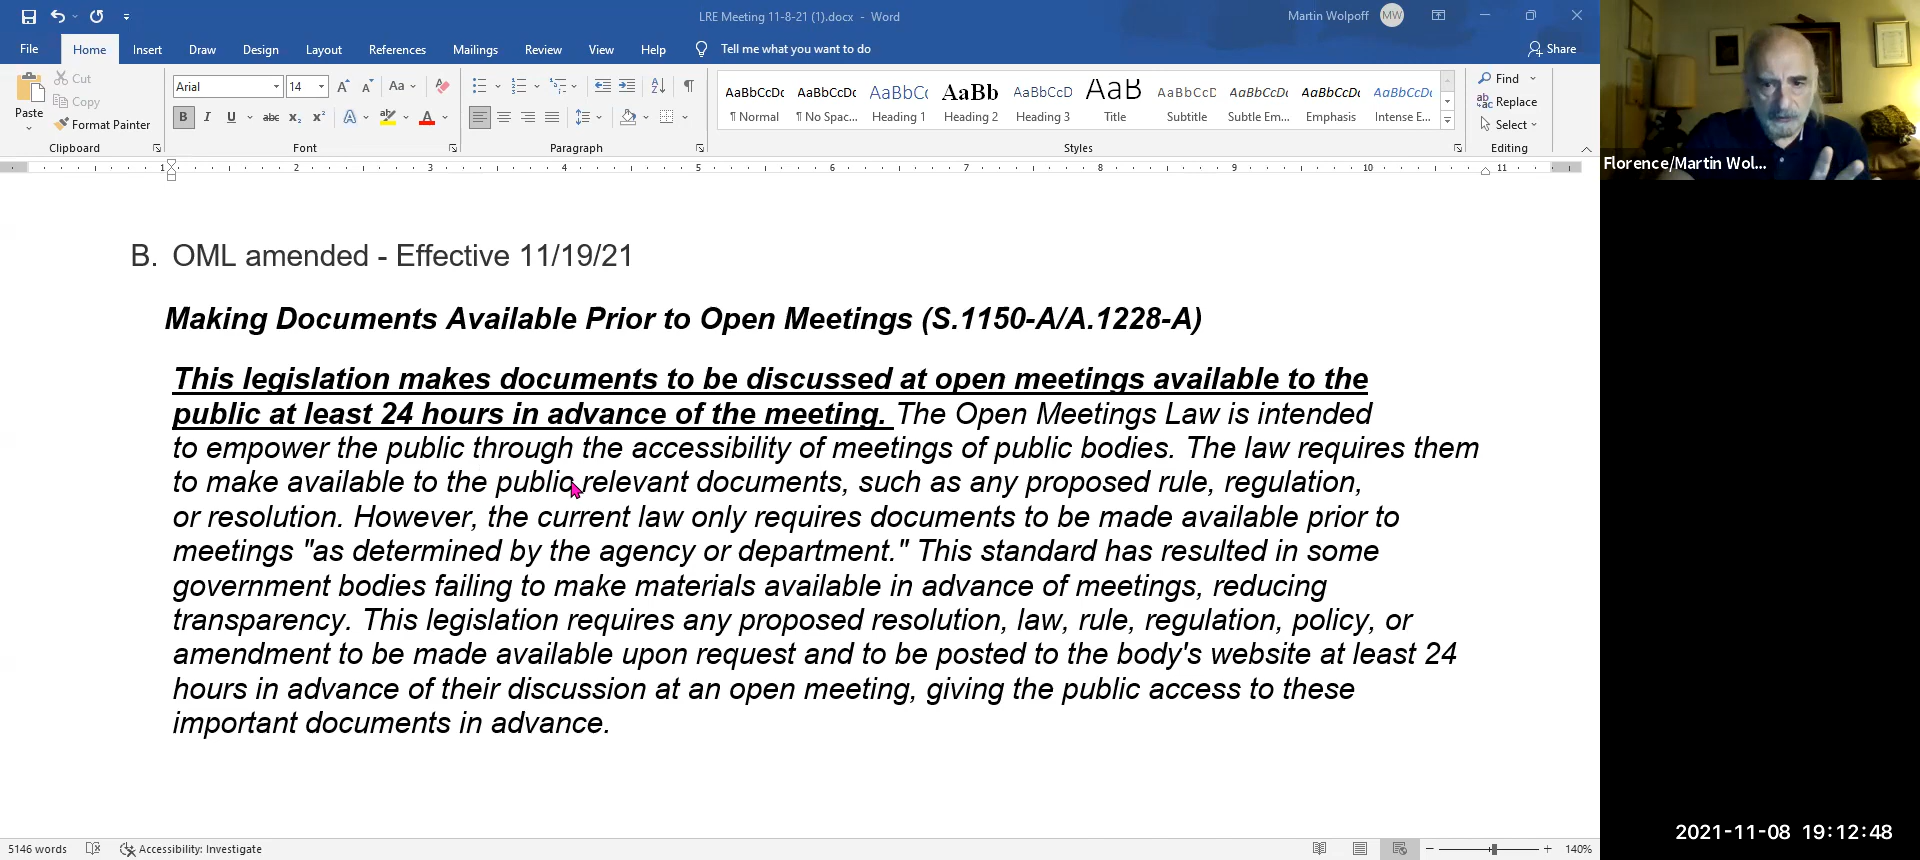 LRE Meeting 11-8-21 (1).docx - Word
Martin Wolpoff MW
File Home Insert Draw Design Layout References Mailings Review View Help Tell me what you want to do Share
Paste
Cut
Copy
Format Painter
Clipboard
Arial 14
Font
Paragraph
AaBbCcDc AaBbCcDc AaBbC( AaBb AaBbCcD AaB AaBbCcD AaBbCcDc AaBbCcDc AaBbCcDc
¶ Normal ¶ No Spac... Heading 1 Heading 2 Heading 3 Title Subtitle Subtle Em... Emphasis Intense E...
Styles
Find
Replace
Select
Editing
1 2 3 4 5 6 7 8 9 10 11
B. OML amended - Effective 11/19/21
Making Documents Available Prior to Open Meetings (S.1150-A/A.1228-A)
This legislation makes documents to be discussed at open meetings available to the
public at least 24 hours in advance of the meeting. The Open Meetings Law is intended
to empower the public through the accessibility of meetings of public bodies. The law requires them
to make available to the public relevant documents, such as any proposed rule, regulation,
or resolution. However, the current law only requires documents to be made available prior to
meetings "as determined by the agency or department." This standard has resulted in some
government bodies failing to make materials available in advance of meetings, reducing
transparency. This legislation requires any proposed resolution, law, rule, regulation, policy, or
amendment to be made available upon request and to be posted to the body's website at least 24
hours in advance of their discussion at an open meeting, giving the public access to these
important documents in advance.
5146 words Accessibility: Investigate 140%
Florence/Martin Wol...
2021-11-08 19:12:48